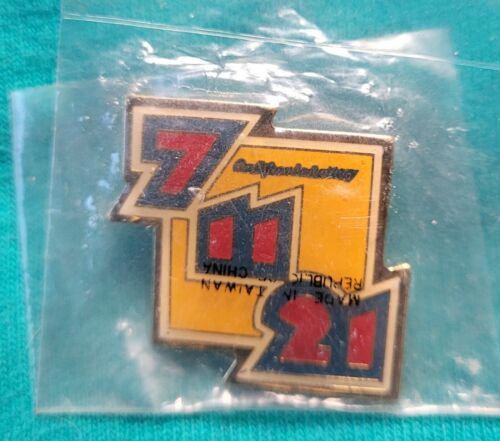 7
California Lottery
11
21
MADE IN TAIWAN
REPUBLIC OF CHINA